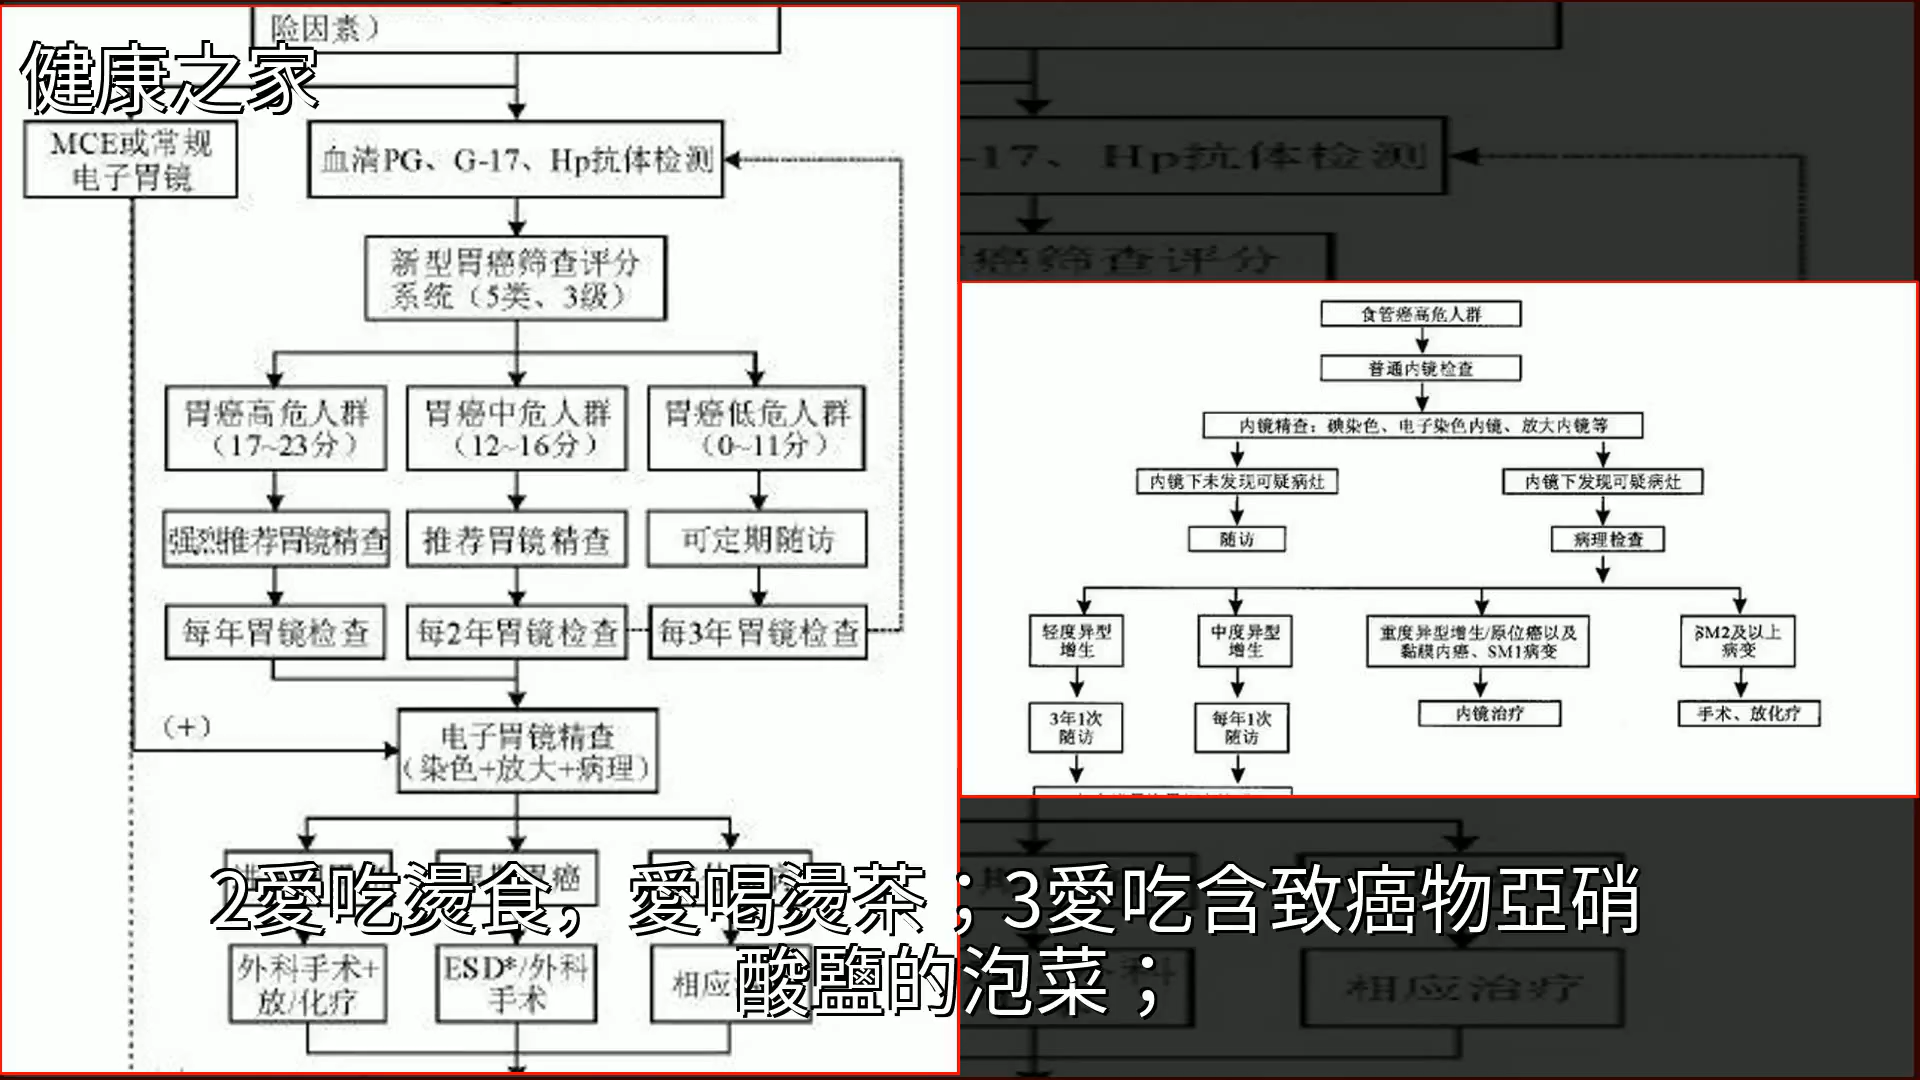 险因素）
健康之家
MCE或常规
电子胃镜
血清PG、G-17、Hp抗体检测
新型胃癌筛查评分
系统（5类、3级）
胃癌高危人群
（17~23分）
胃癌中危人群
（12~16分）
胃癌低危人群
（0~11分）
强烈推荐胃镜精查
推荐胃镜精查
可定期随访
每年胃镜检查
每2年胃镜检查
每3年胃镜检查
（+）
电子胃镜精查
（染色+放大+病理）
外科手术+
放/化疗
ESD*/外科
手术
相应
-17、Hp抗体检测
癌筛查评分
食管癌高危人群
普通内镜检查
内镜精查：碘染色、电子染色内镜、放大内镜等
内镜下未发现可疑病灶
内镜下发现可疑病灶
随访
病理检查
轻度异型
增生
中度异型
增生
重度异型增生/原位癌以及
黏膜内癌、SM1病变
SM2及以上
病变
3年1次
随访
每年1次
随访
内镜治疗
手术、放化疗
相应治疗
2愛吃燙食，愛喝燙茶；3愛吃含致癌物亞硝
酸鹽的泡菜；